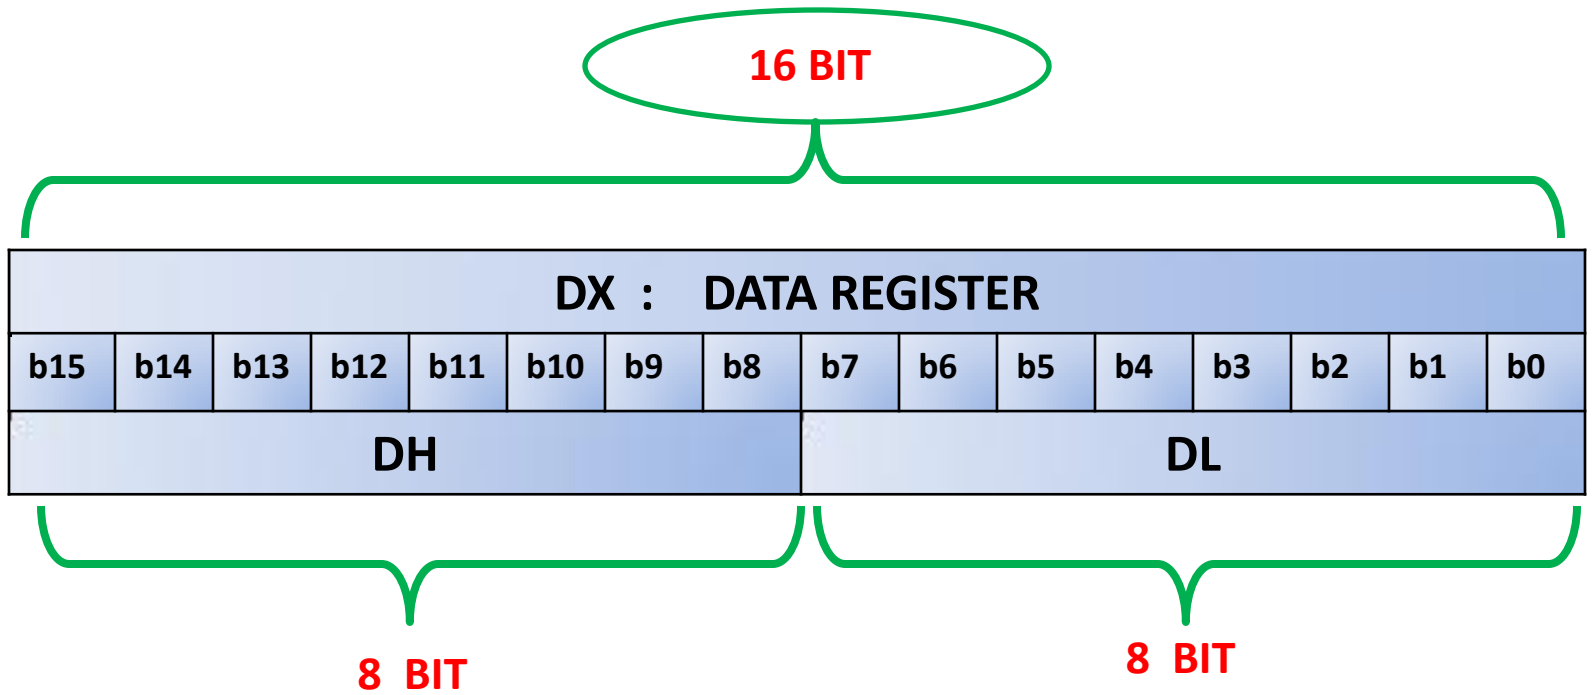 16 BIT
DX : DATA REGISTER
b15 b14 b13 b12 b11 b10 b9 b8 b7 b6 b5 b4 b3 b2 b1 b0
DH DL
8 BIT 8 BIT